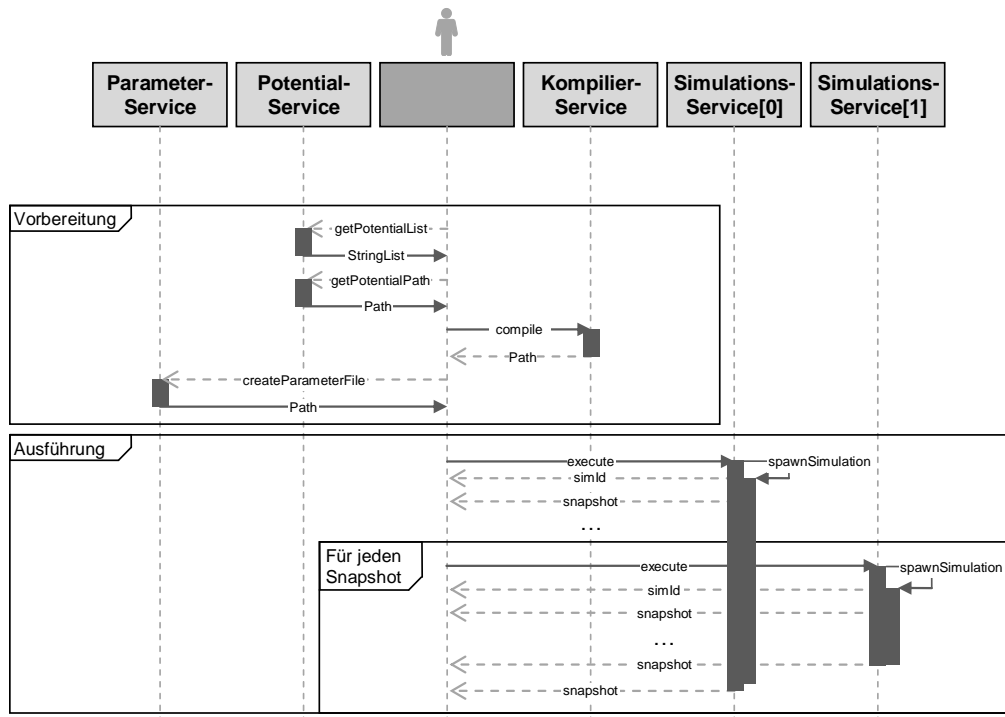 Parameter-
Service
Potential-
Service
Kompilier-
Service
Simulations-
Service[0]
Simulations-
Service[1]
Vorbereitung
getPotentialList
StringList
getPotentialPath
Path
compile
Path
createParameterFile
Path
Ausführung
execute
spawnSimulation
simId
snapshot
...
Für jeden
Snapshot
execute
spawnSimulation
simId
snapshot
...
snapshot
snapshot